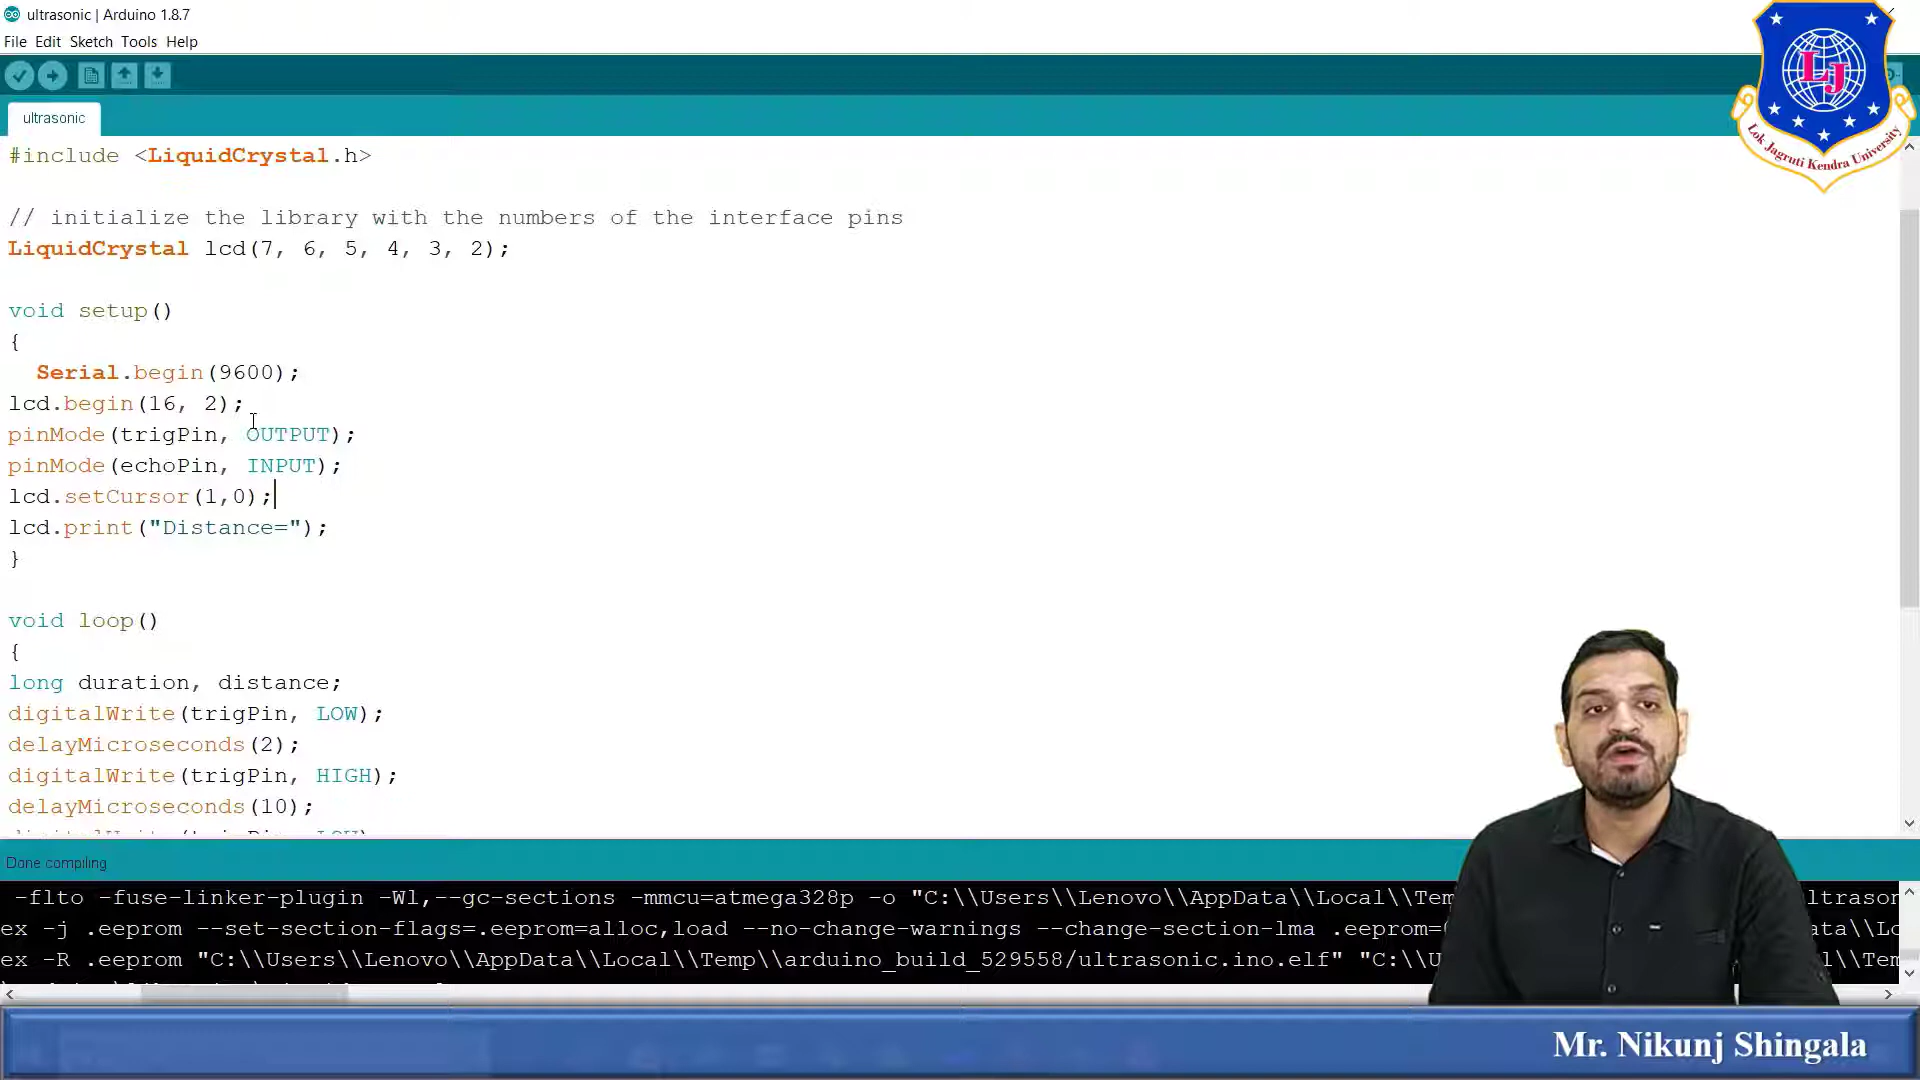 ultrasonic | Arduino 1.8.7
File Edit Sketch Tools Help
ultrasonic
#include <LiquidCrystal.h>
// initialize the library with the numbers of the interface pins
LiquidCrystal lcd(7, 6, 5, 4, 3, 2);
void setup()
{
Serial.begin(9600);
lcd.begin(16, 2);
pinMode(trigPin, OUTPUT);
pinMode(echoPin, INPUT);
lcd.setCursor(1,0);
lcd.print("Distance=");
}
void loop()
{
long duration, distance;
digitalWrite(trigPin, LOW);
delayMicroseconds(2);
digitalWrite(trigPin, HIGH);
delayMicroseconds(10);
Done compiling
-flto -fuse-linker-plugin -Wl,--gc-sections -mmcu=atmega328p -o "C:\\Users\\Lenovo\\AppData\\Local\\Tem
ex -j .eeprom --set-section-flags=.eeprom=alloc,load --no-change-warnings --change-section-lma .eeprom=
ex -R .eeprom "C:\\Users\\Lenovo\\AppData\\Local\\Temp\\arduino_build_529558/ultrasonic.ino.elf" "C:\\U
LJ
Lok Jagruti Kendra University
Mr. Nikunj Shingala